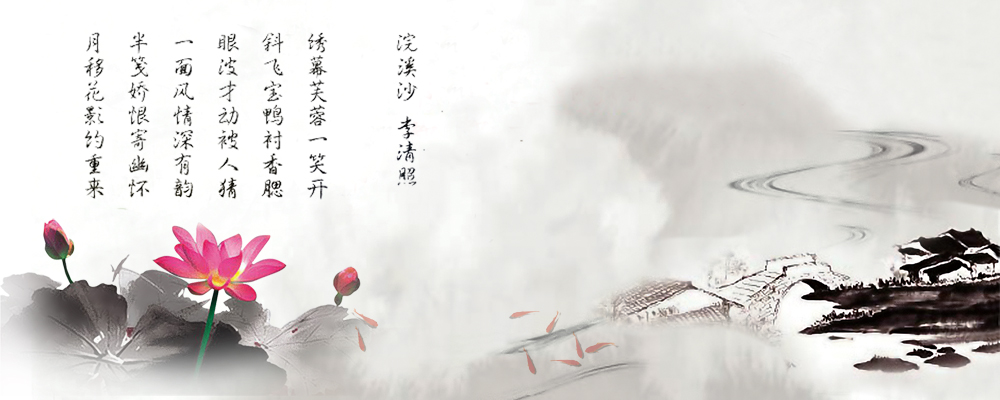 浣溪沙 李清照
绣幕芙蓉一笑开
斜飞宝鸭衬香腮
眼波才动被人猜
一面风情深有韵
半笺娇恨寄幽怀
月移花影约重来